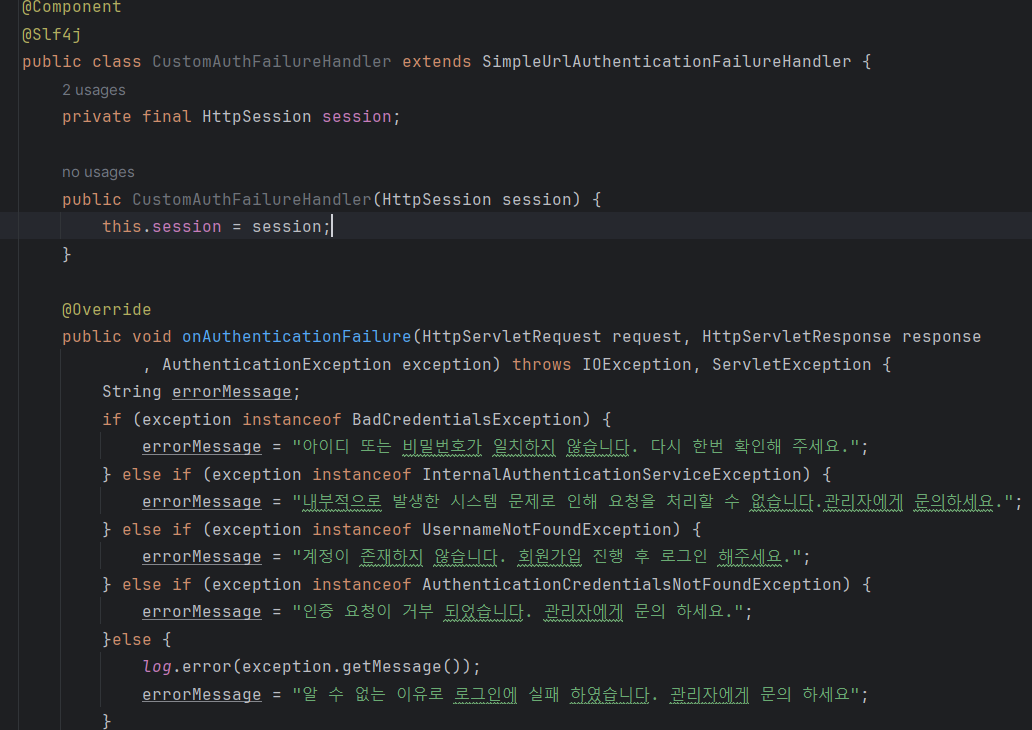 @Component
@Slf4j
public class CustomAuthFailureHandler extends SimpleUrlAuthenticationFailureHandler {
2 usages
private final HttpSession session;
no usages
public CustomAuthFailureHandler(HttpSession session) {
this.session = session;
}
@Override
public void onAuthenticationFailure(HttpServletRequest request, HttpServletResponse response
, AuthenticationException exception) throws IOException, ServletException {
String errorMessage;
if (exception instanceof BadCredentialsException) {
errorMessage = "아이디 또는 비밀번호가 일치하지 않습니다. 다시 한번 확인해 주세요.";
} else if (exception instanceof InternalAuthenticationServiceException) {
errorMessage = "내부적으로 발생한 시스템 문제로 인해 요청을 처리할 수 없습니다.관리자에게 문의하세요.";
} else if (exception instanceof UsernameNotFoundException) {
errorMessage = "계정이 존재하지 않습니다. 회원가입 진행 후 로그인 해주세요.";
} else if (exception instanceof AuthenticationCredentialsNotFoundException) {
errorMessage = "인증 요청이 거부 되었습니다. 관리자에게 문의 하세요.";
}else {
log.error(exception.getMessage());
errorMessage = "알 수 없는 이유로 로그인에 실패 하였습니다. 관리자에게 문의 하세요";
}